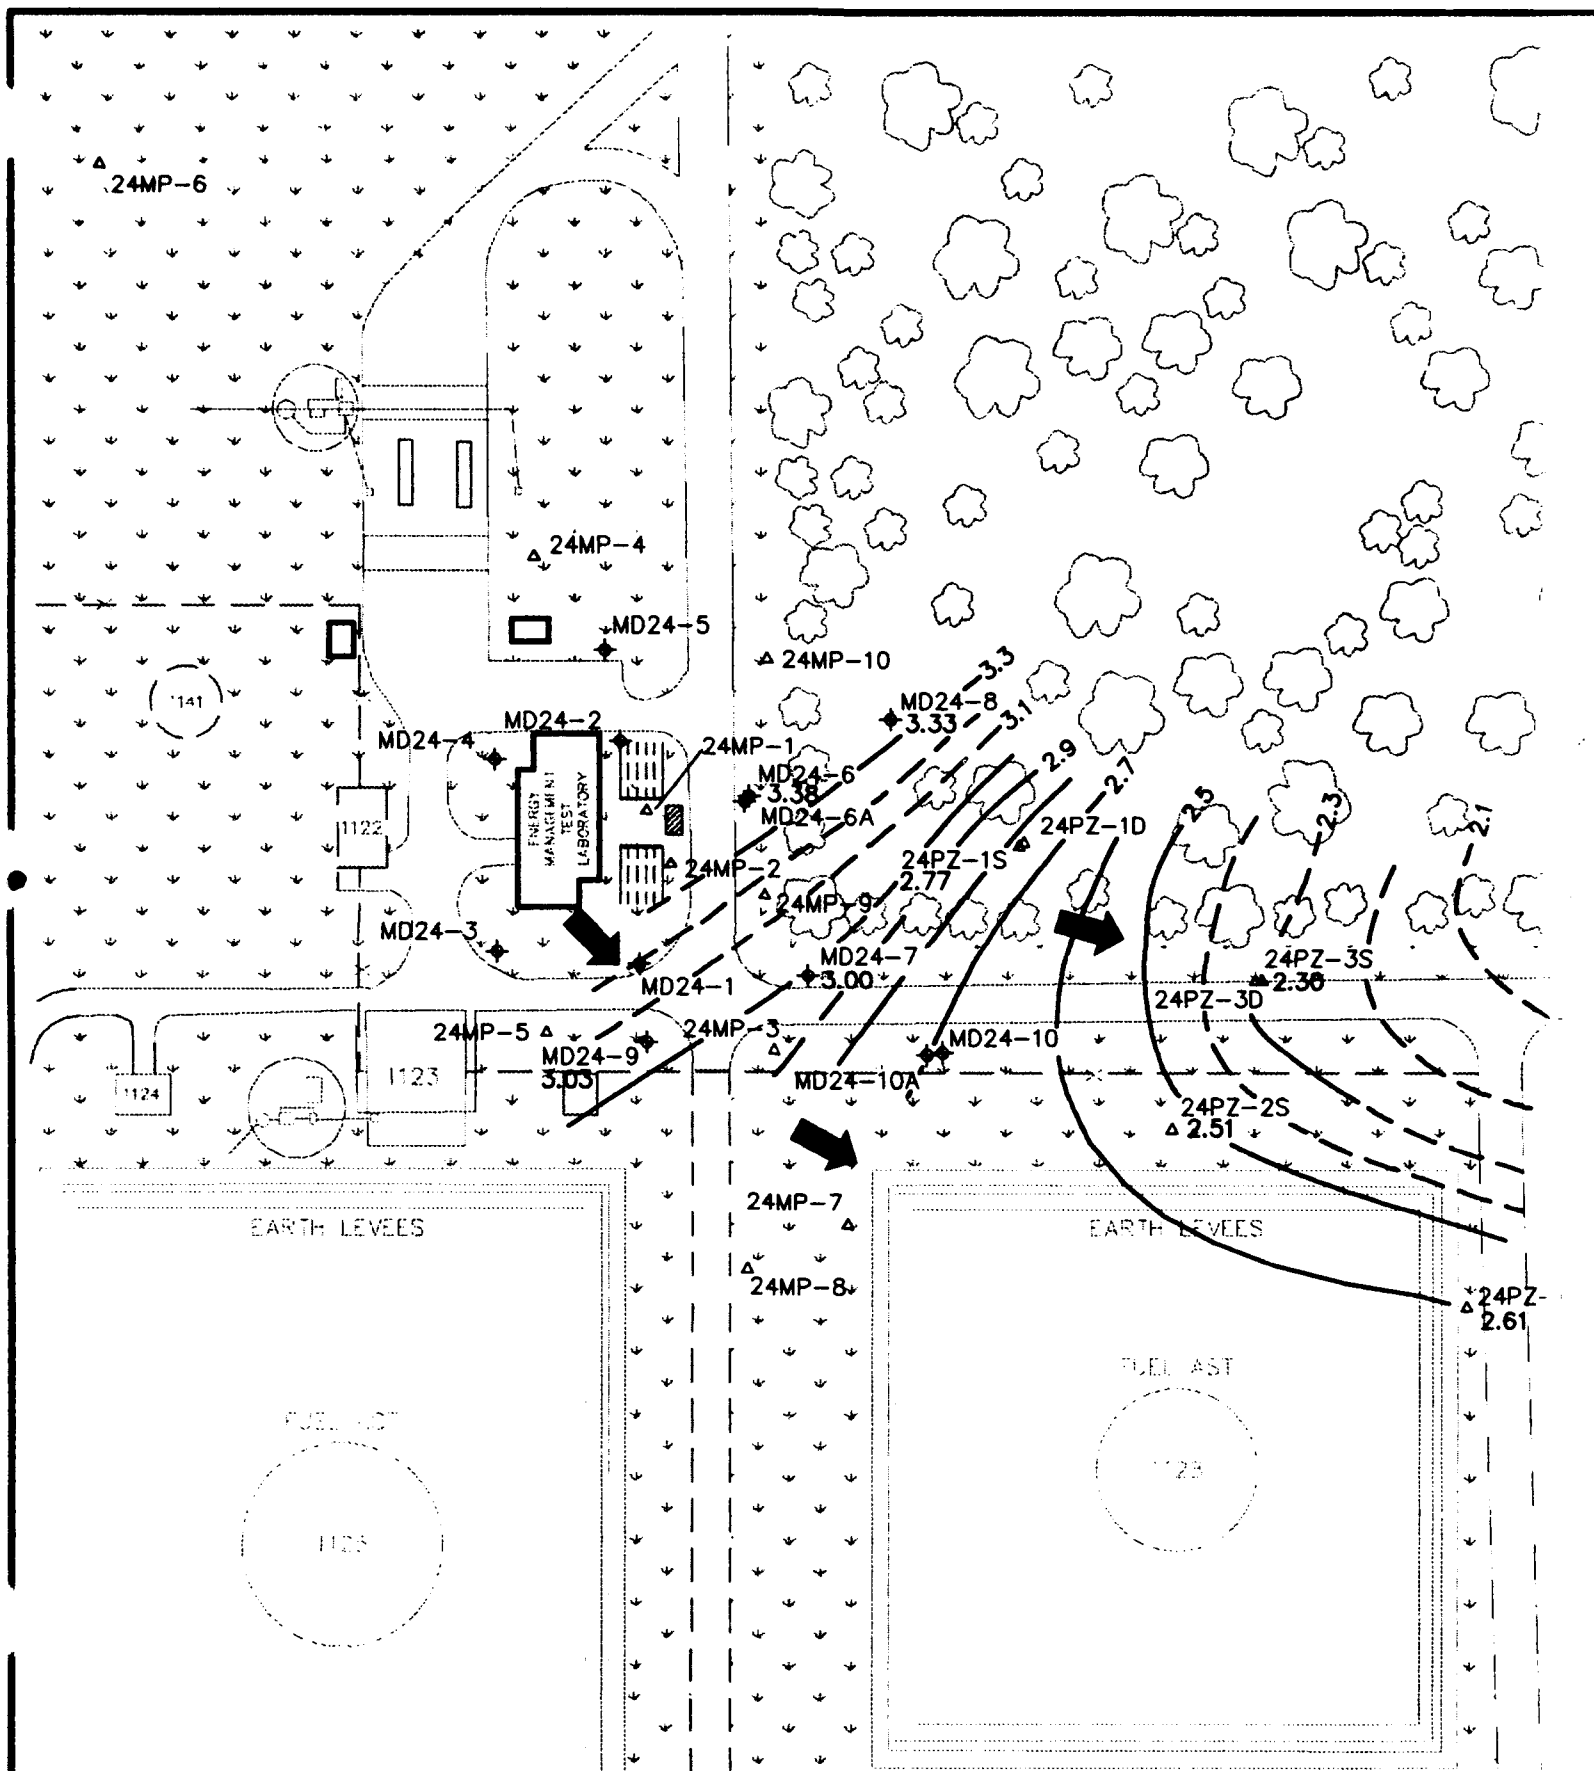 24MP-6
24MP-4
MD24-5
24MP-10
3.3
MD24-8
3.33
3.1
MD24-2
MD24-4
24MP-1
2.9
MD24-6
3.38
2.7
MD24-6A
2.5
2.3
2.1
1141
1122
ENERGY
MANAGEMENT
TEST
LABORATORY
24PZ-1D
24PZ-1S
2.77
24MP-2
24MP-9
MD24-3
MD24-7
3.00
24PZ-3S
2.30
24PZ-3D
MD24-1
24MP-5
24MP-3
MD24-10
MD24-9
3.03
MD24-10A
1123
1124
24PZ-2S
2.51
24MP-7
EARTH LEVEES
EARTH LEVEES
24MP-8
24PZ-
2.61
FUEL AST